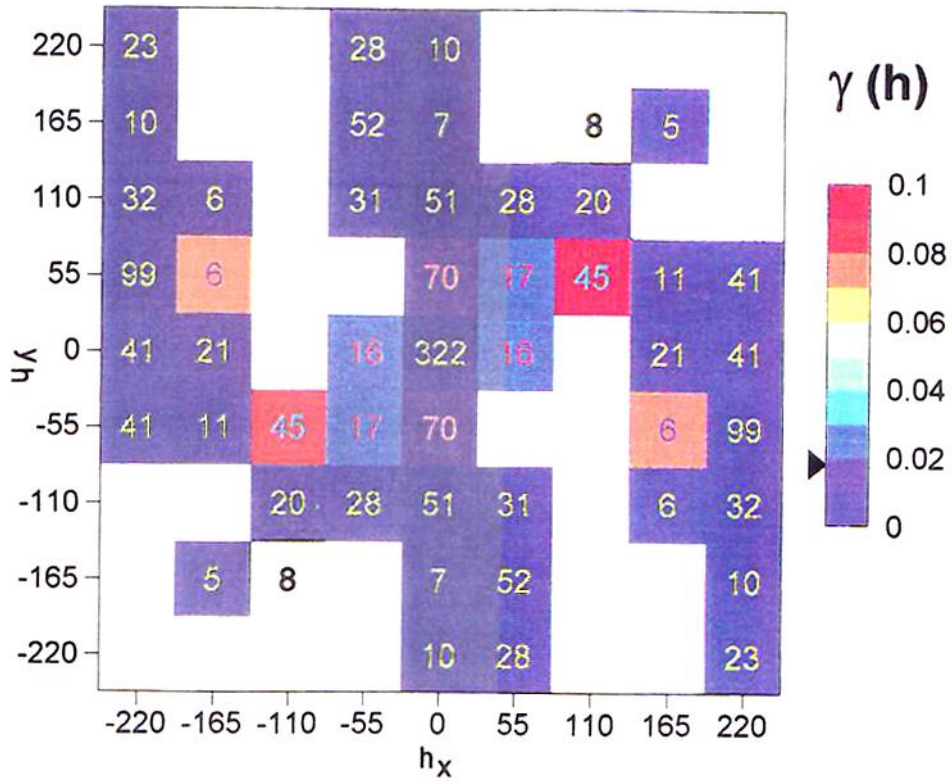 220 23 28 10
γ (h)
165 10 52 7 8 5
110 32 6 31 51 28 20
0.1
55 99 6 70 17 45 11 41
0.08
0.06
0 41 21 16 322 16 21 41
0.04
-55 41 11 45 17 70 6 99
0.02
-110 20 28 51 31 6 32
0
-165 5 8 7 52 10
-220 10 28 23
yh
-220 -165 -110 -55 0 55 110 165 220
hx